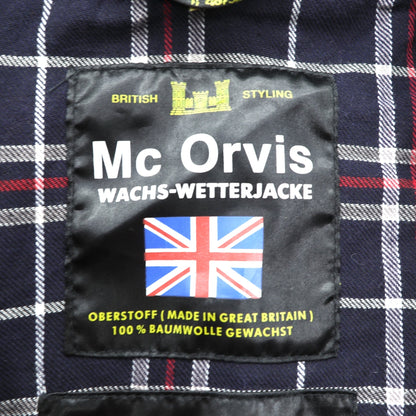 BRITISH STYLING
Mc Orvis
WACHS-WETTERJACKE
OBERSTOFF ( MADE IN GREAT BRITAIN )
100 % BAUMWOLLE GEWACHST